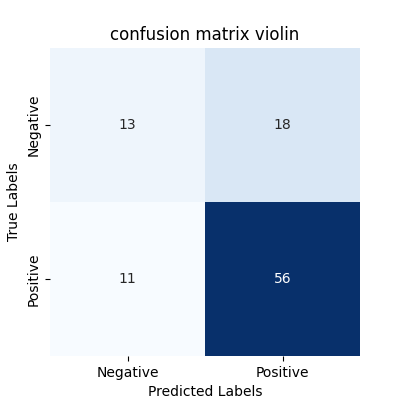 confusion matrix violin
True Labels
Negative
13
18
Positive
11
56
Negative
Positive
Predicted Labels